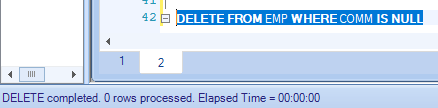 41
42 DELETE FROM EMP WHERE COMM IS NULL
1 2
DELETE completed. 0 rows processed. Elapsed Time = 00:00:00